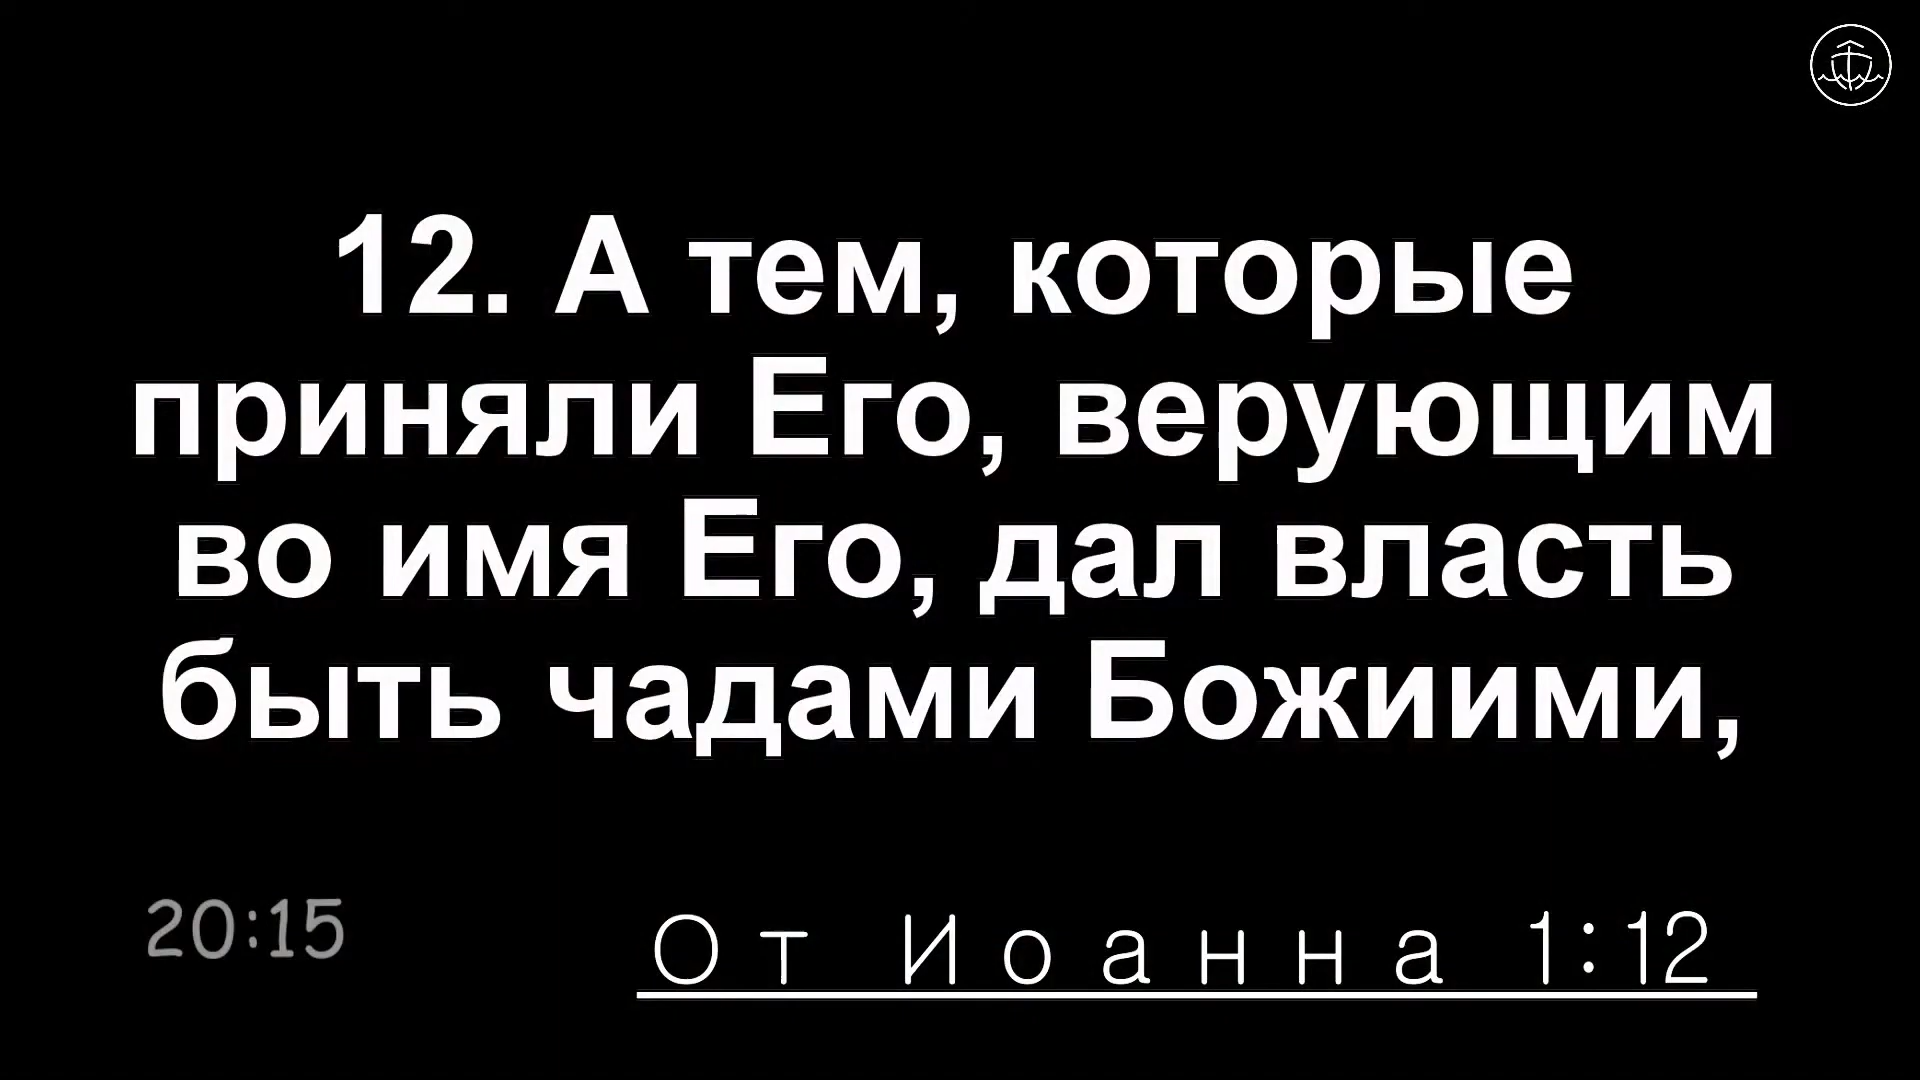 12. А тем, которые
приняли Его, верующим
во имя Его, дал власть
быть чадами Божиими,
20:15
От Иоанна 1:12